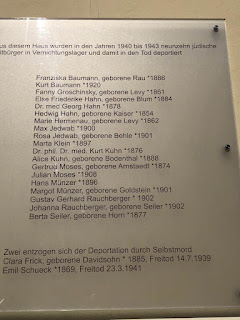 us diesem Haus wurden in den Jahren 1940 bis 1943 neunzehn jüdische
itbürger in Vernichtungslager und damit in den Tod deportiert
Franziska Baumann, geborene Rau *1886
Kurt Baumann *1920
Fanny Groschinsky, geborene Levy *1861
Else Friederike Hahn, geborene Blum *1884
Dr. med Georg Hahn *1878
Hedwig Hahn, geborene Kaiser *1854
Marie Hermenau, geborene Levy *1862
Max Jedwab *1900
Rosa Jedwab, geborene Behle *1901
Marta Klein *1897
Dr. phil. Dr. med. Kurt Kuhn *1876
Alice Kuhn, geborene Bodenthal *1888
Gertrud Moses, geborene Arnstaedt *1874
Julian Moses *1908
Hans Münzer *1896
Margot Münzer, geborene Goldstein *1901
Gustav Gerhard Rauchberger * 1902
Johanna Rauchberger, geborene Seiler *1902
Berta Seiler, geborene Horn *1877
Zwei entzogen sich der Deportation durch Selbstmord
Clara Frick, geborene Davidsohn * 1885, Freitod 14.7.1939
Emil Schueck *1869, Freitod 23.3.1941